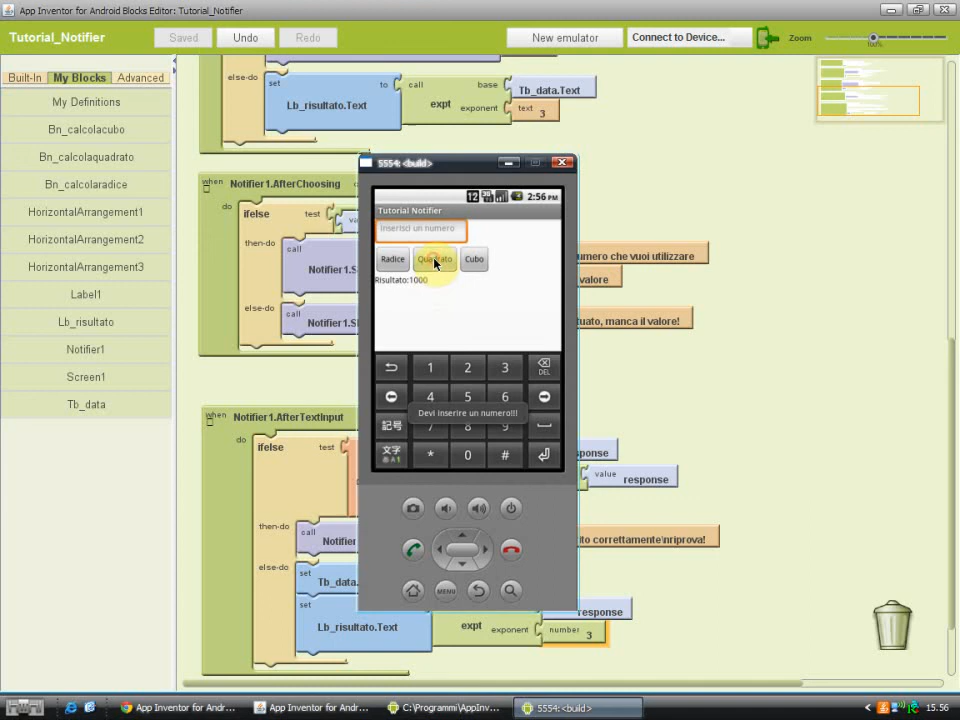 App Inventor for Android Blocks Editor: Tutorial_Notifier
Tutorial_Notifier
Saved
Undo
Redo
New emulator
Connect to Device...
Zoom
100%
Built-In
My Blocks
Advanced
My Definitions
Bn_calcolacubo
Bn_calcolaquadrato
Bn_calcolaradice
HorizontalArrangement1
HorizontalArrangement2
HorizontalArrangement3
Label1
Lb_risultato
Notifier1
Screen1
Tb_data
else-do
set
Lb_risultato.Text
to
call
expt
base
exponent
Tb_data.Text
text
3
when
Notifier1.AfterChoosing
do
ifelse
test
then-do
call
else-do
call
umero che vuoi utilizzare
valore
tuato, manca il valore!
when
Notifier1.AfterTextInput
do
ifelse
test
then-do
call
Notifier
else-do
set
Tb_data.
set
Lb_risultato.Text
expt
exponent
number
3
value
response
ito correttamente\nriprova!
response
5554:<build>
2:56 PM
Tutorial Notifier
Inserisci un numero
Radice
Quadrato
Cubo
Risultato:1000
1
2
3
DEL
4
5
6
Devi inserire un numero!!!
記号
7
8
9
文字
*
0
#
MENU
App Inventor for Andr...
App Inventor for Andr...
C:\Programmi\AppInv...
5554:<build>
15.56